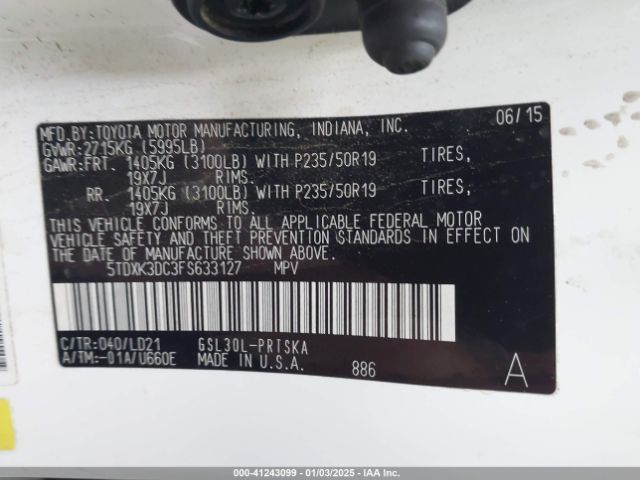 MFD.BY:TOYOTA MOTOR MANUFACTURING, INDIANA, INC. 06/15
GVWR:2715KG (5995LB)
GAWR:FRT. 1405KG (3100LB) WITH P235/50R19 TIRES,
19X7J RIMS.
RR. 1405KG (3100LB) WITH P235/50R19 TIRES,
19X7J RIMS.
THIS VEHICLE CONFORMS TO ALL APPLICABLE FEDERAL MOTOR
VEHICLE SAFETY AND THEFT PREVENTION STANDARDS IN EFFECT ON
THE DATE OF MANUFACTURE SHOWN ABOVE.
5TDXK3DC3FS633127 MPV
C/TR:040/LD21 GSL30L-PRTSKA
A/TM:-01A/U660E MADE IN U.S.A. 886 A
000-41243099 - 01/03/2025 - IAAI.COM